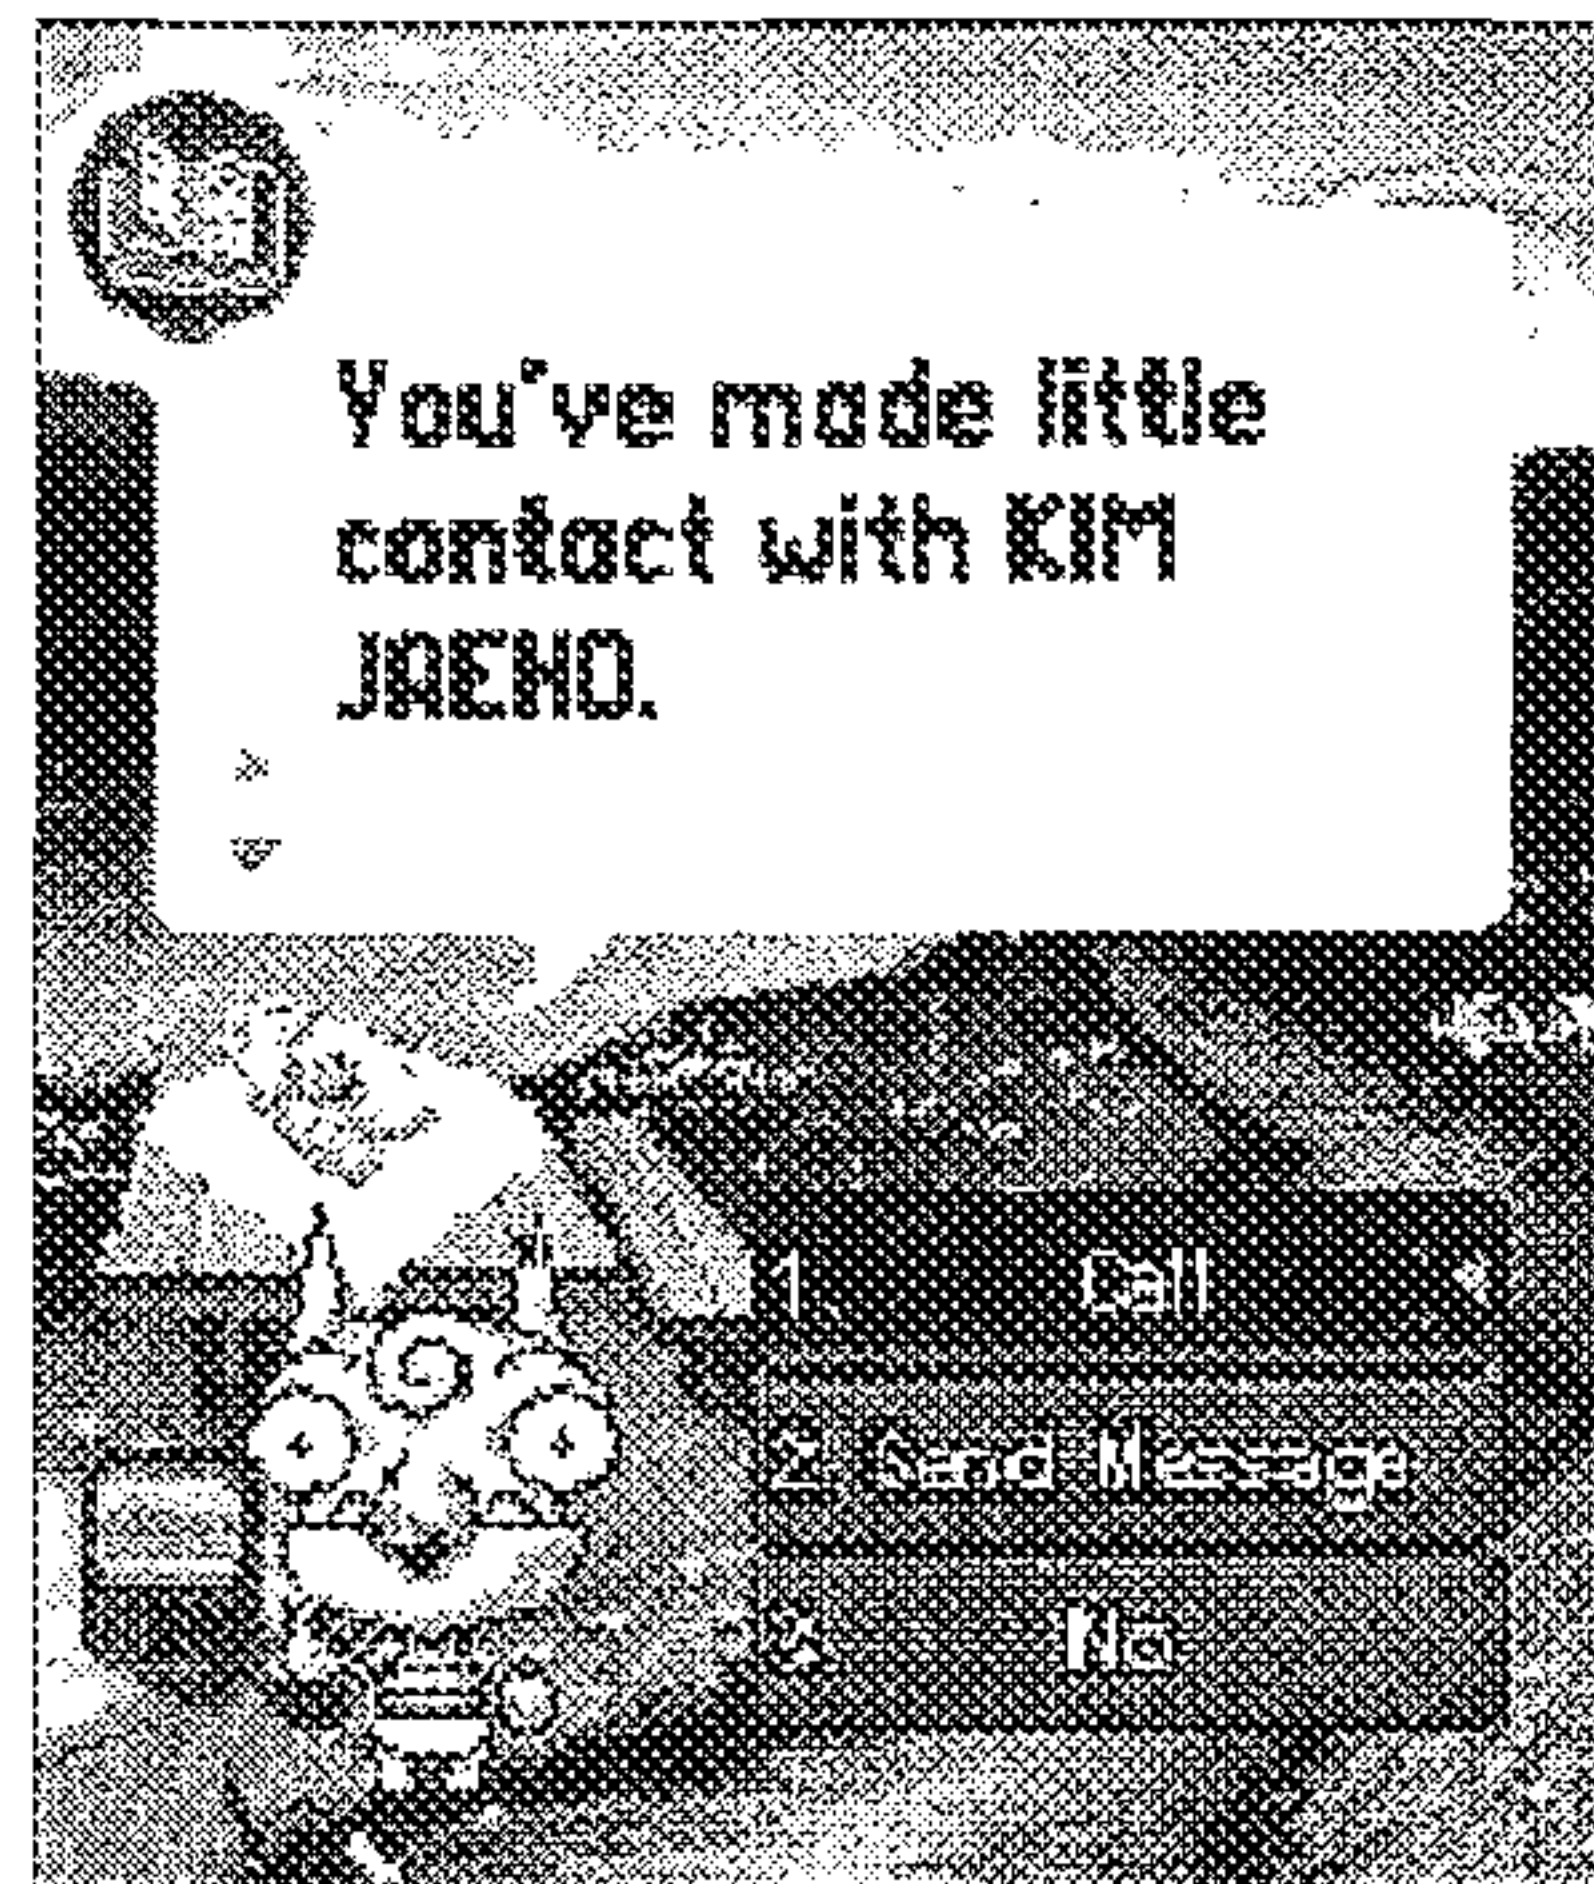 You've made little
contact with KIM
JAEHO.
1. Call
2. Send Message
3. No